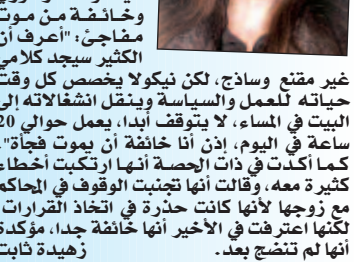 وخائفة من موت
مفاجئ: "أعرف أن
الكثير سيجد كلامي
غير مقنع وساذج، لكن نيكولا يخصص كل وقت
حياته للعمل والسياسة وينقل انشغالاته إلى
البيت في المساء، لا يتوقف أبدا، يعمل حوالي 20
ساعة في اليوم، إذن أنا خائفة أن يموت فجأة".
كما أكدت في ذات الحصة أنها ارتكبت أخطاء
كثيرة معه، وقالت أنها تجنبت الوقوف في المحاكم
مع زوجها لأنها كانت حذرة في اتخاذ القرارات،
لكنها اعترفت في الأخير أنها خائفة جدا، مؤكدة
أنها لم تنضج بعد. زهيدة ثابت